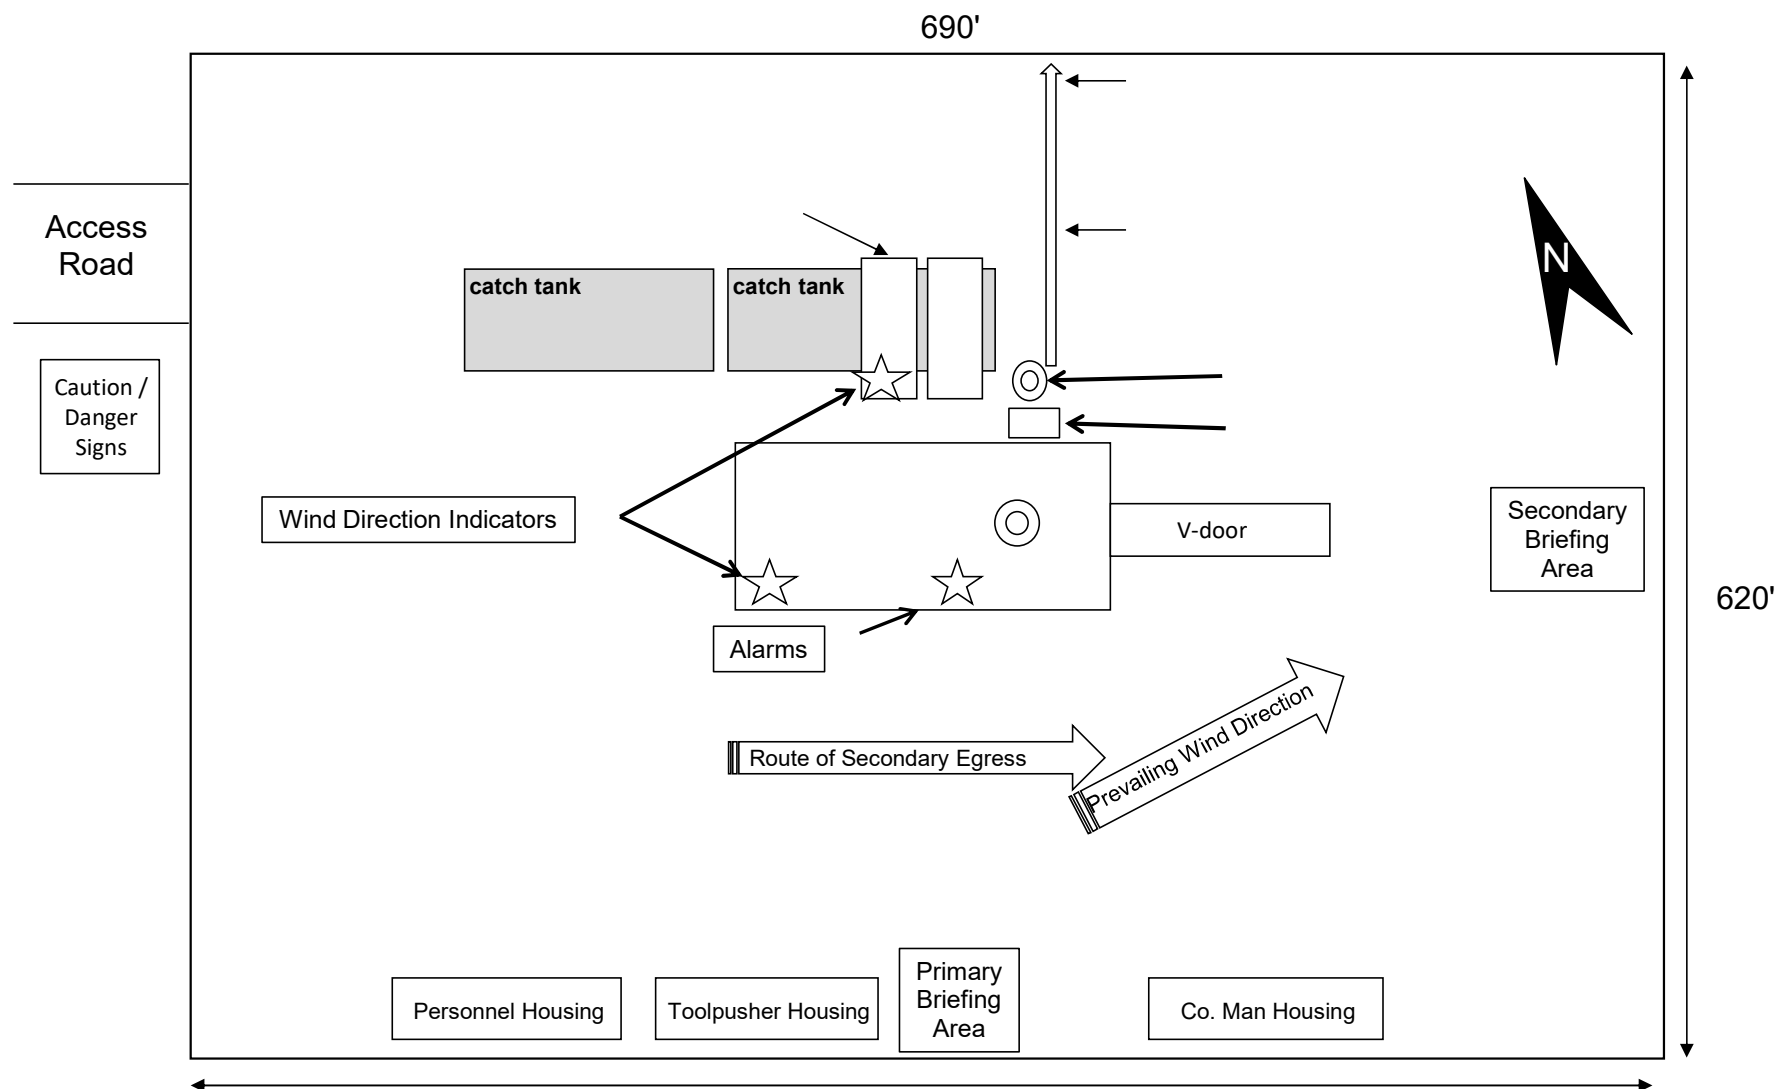 690'
Access
Road
N
catch tank
catch tank
Caution /
Danger
Signs
Wind Direction Indicators
V-door
Secondary
Briefing
Area
620'
Alarms
Prevailing Wind Direction
Route of Secondary Egress
Personnel Housing
Toolpusher Housing
Primary
Briefing
Area
Co. Man Housing